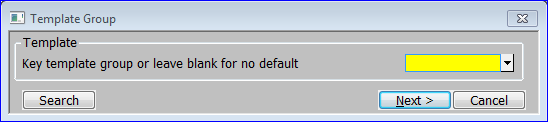 Template Group
Template
Key template group or leave blank for no default
Search
Next >
Cancel